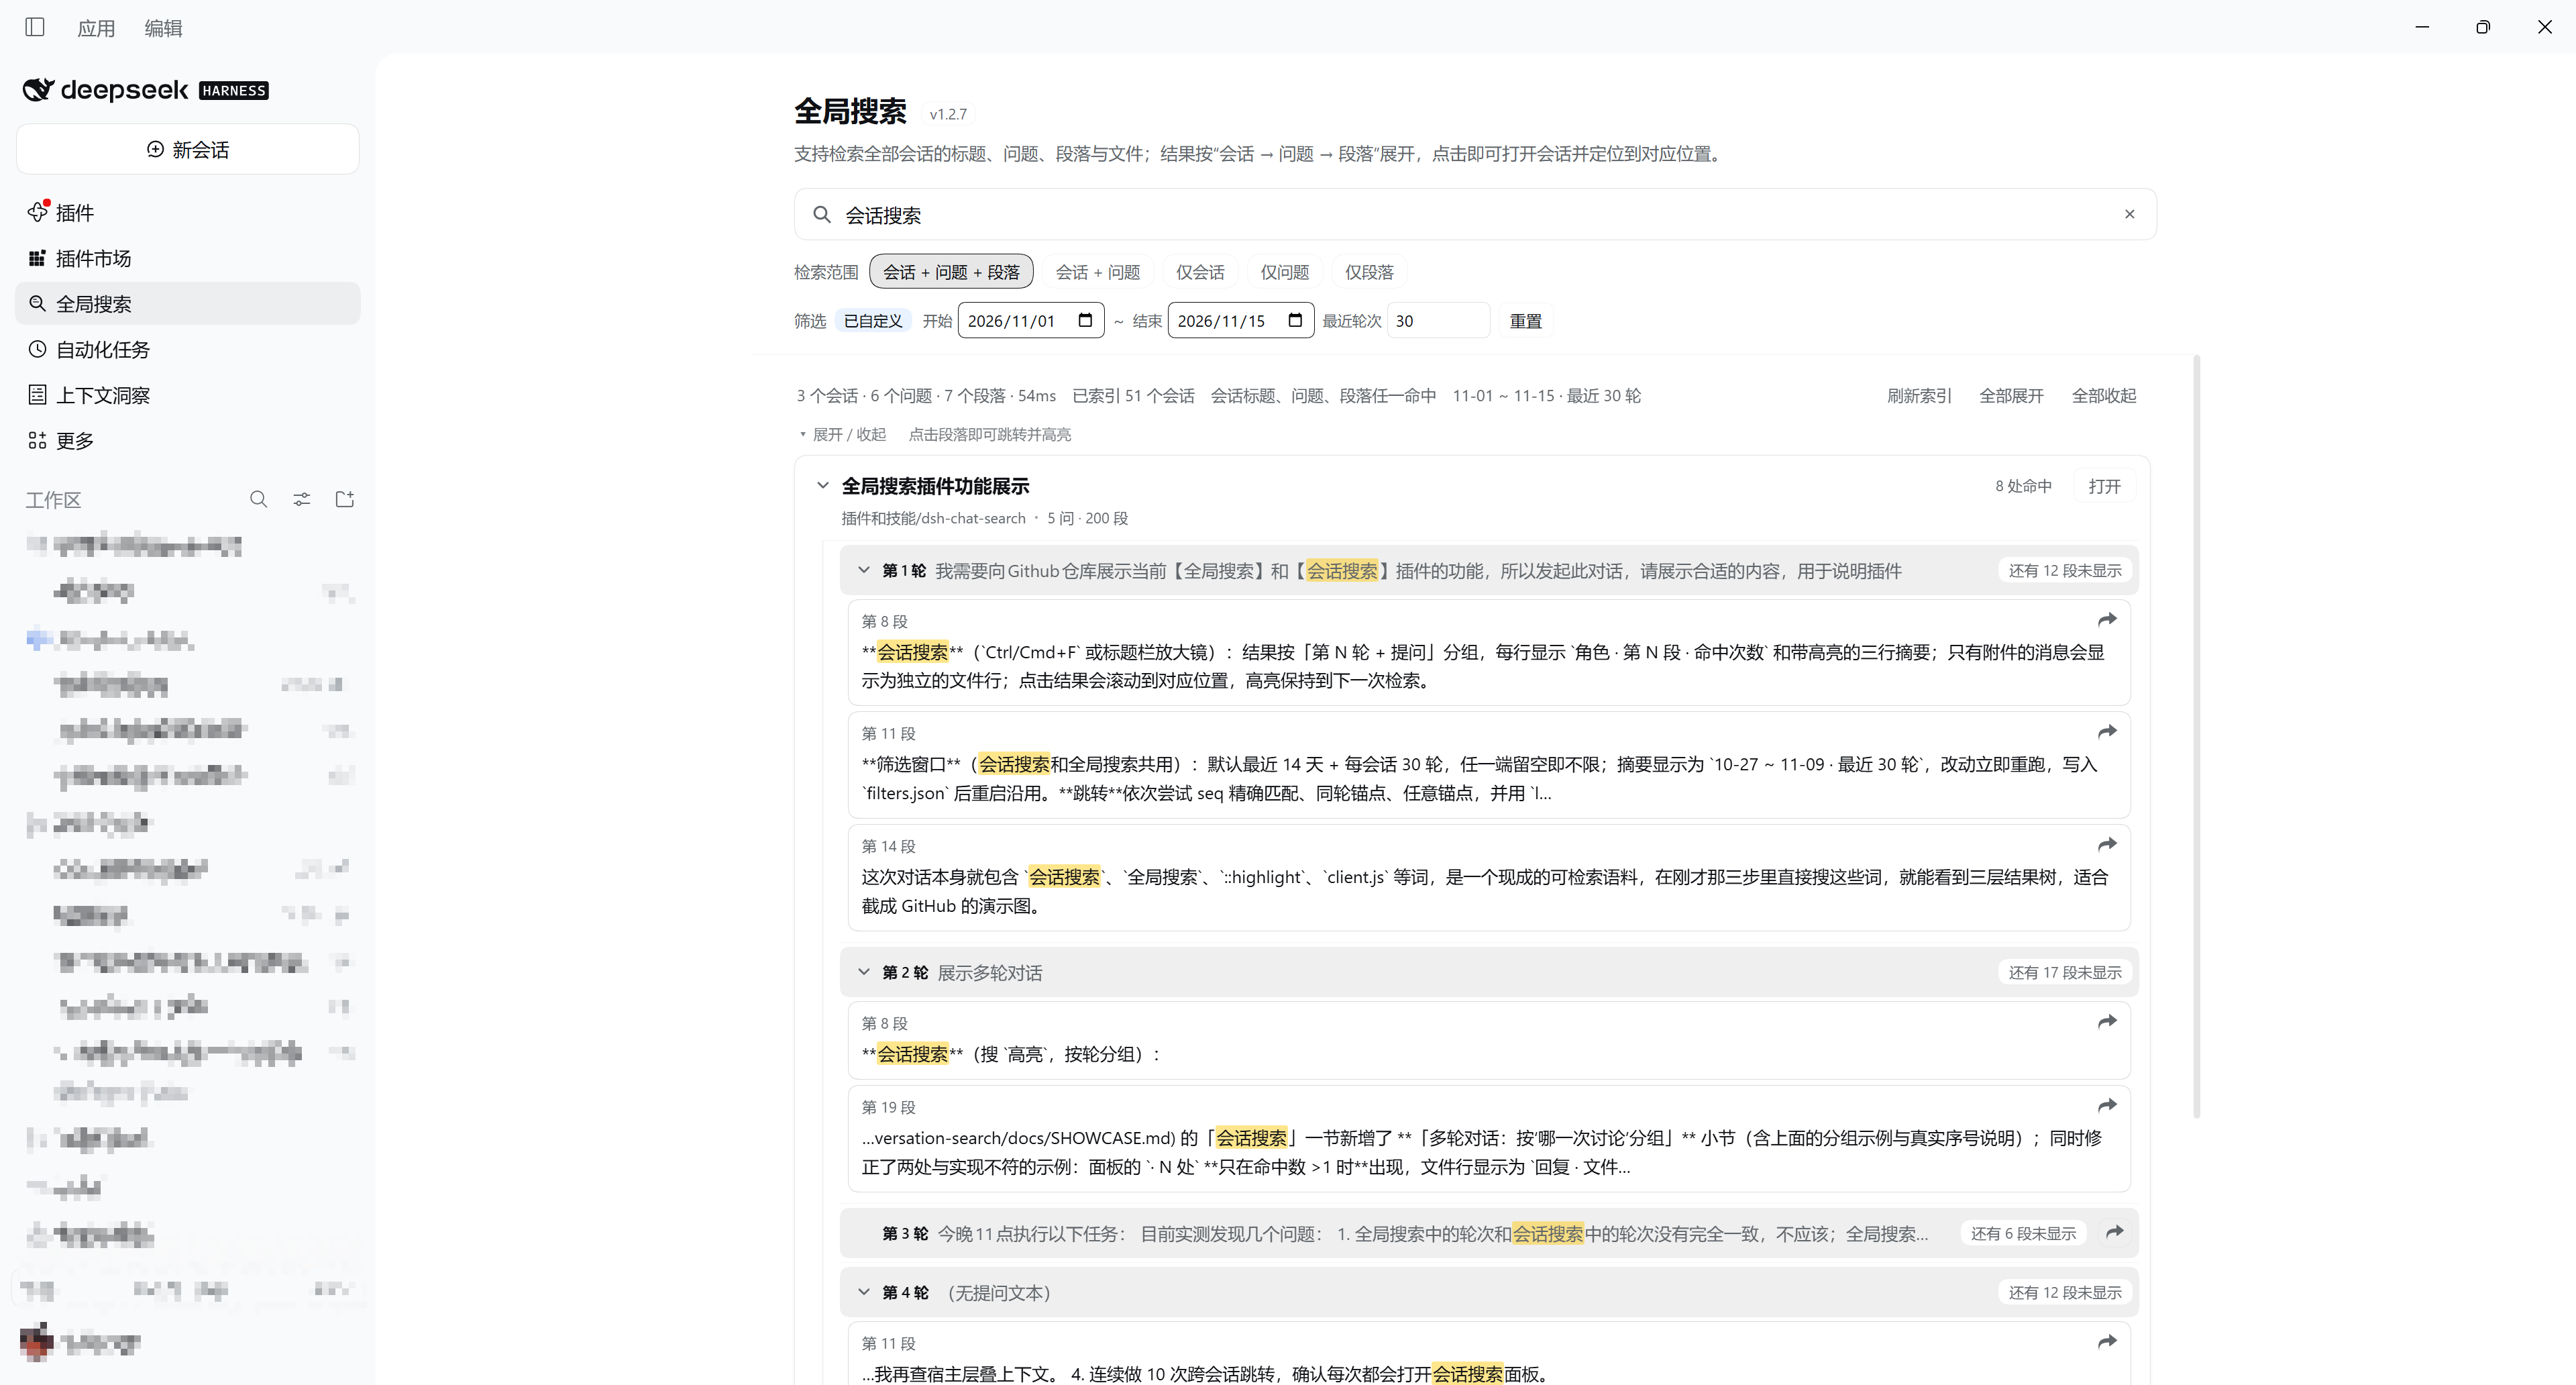 应用 编辑
deepseek HARNESS
新会话
插件
插件市场
全局搜索
自动化任务
上下文洞察
更多
工作区
全局搜索 v1.2.7
支持检索全部会话的标题、问题、段落与文件；结果按“会话 → 问题 → 段落”展开，点击即可打开会话并定位到对应位置。
会话搜索
检索范围 会话 + 问题 + 段落 会话 + 问题 仅会话 仅问题 仅段落
筛选 已自定义 开始 2026/11/01 ~ 结束 2026/11/15 最近轮次 30 重置
3 个会话 · 6 个问题 · 7 个段落 · 54ms 已索引 51 个会话 会话标题、问题、段落任一命中 11-01 ~ 11-15 · 最近 30 轮 刷新索引 全部展开 全部收起
展开 / 收起 点击段落即可跳转并高亮
全局搜索插件功能展示 8 处命中 打开
插件和技能/dsh-chat-search · 5 问 · 200 段
第 1 轮 我需要向Github仓库展示当前【全局搜索】和【会话搜索】插件的功能，所以发起此对话，请展示合适的内容，用于说明插件 还有 12 段未显示
第 8 段
**会话搜索**（`Ctrl/Cmd+F` 或标题栏放大镜）：结果按「第 N 轮 + 提问」分组，每行显示 `角色 · 第 N 段 · 命中次数` 和带高亮的三行摘要；只有附件的消息会显
示为独立的文件行；点击结果会滚动到对应位置，高亮保持到下一次检索。
第 11 段
**筛选窗口**（会话搜索和全局搜索共用）：默认最近 14 天 + 每会话 30 轮，任一端留空即不限；摘要显示为 `10-27 ~ 11-09 · 最近 30 轮`，改动立即重跑，写入
`filters.json` 后重启沿用。**跳转**依次尝试 seq 精确匹配、同轮锚点、任意锚点，并用 `l...
第 14 段
这次对话本身就包含 `会话搜索`、`全局搜索`、`::highlight`、`client.js` 等词，是一个现成的可检索语料，在刚才那三步里直接搜这些词，就能看到三层结果树，适合
截成 GitHub 的演示图。
第 2 轮 展示多轮对话 还有 17 段未显示
第 8 段
**会话搜索**（搜 `高亮`，按轮分组）：
第 19 段
...versation-search/docs/SHOWCASE.md) 的「会话搜索」一节新增了 **「多轮对话：按‘哪一次讨论’分组」** 小节（含上面的分组示例与真实序号说明）；同时修
正了两处与实现不符的示例：面板的 `· N 处` **只在命中数 >1 时**出现，文件行显示为 `回复 · 文件...
第 3 轮 今晚11点执行以下任务： 目前实测发现几个问题： 1. 全局搜索中的轮次和会话搜索中的轮次没有完全一致，不应该；全局搜索... 还有 6 段未显示
第 4 轮 （无提问文本） 还有 12 段未显示
第 11 段
...我再查宿主层叠上下文。 4. 连续做 10 次跨会话跳转，确认每次都会打开会话搜索面板。